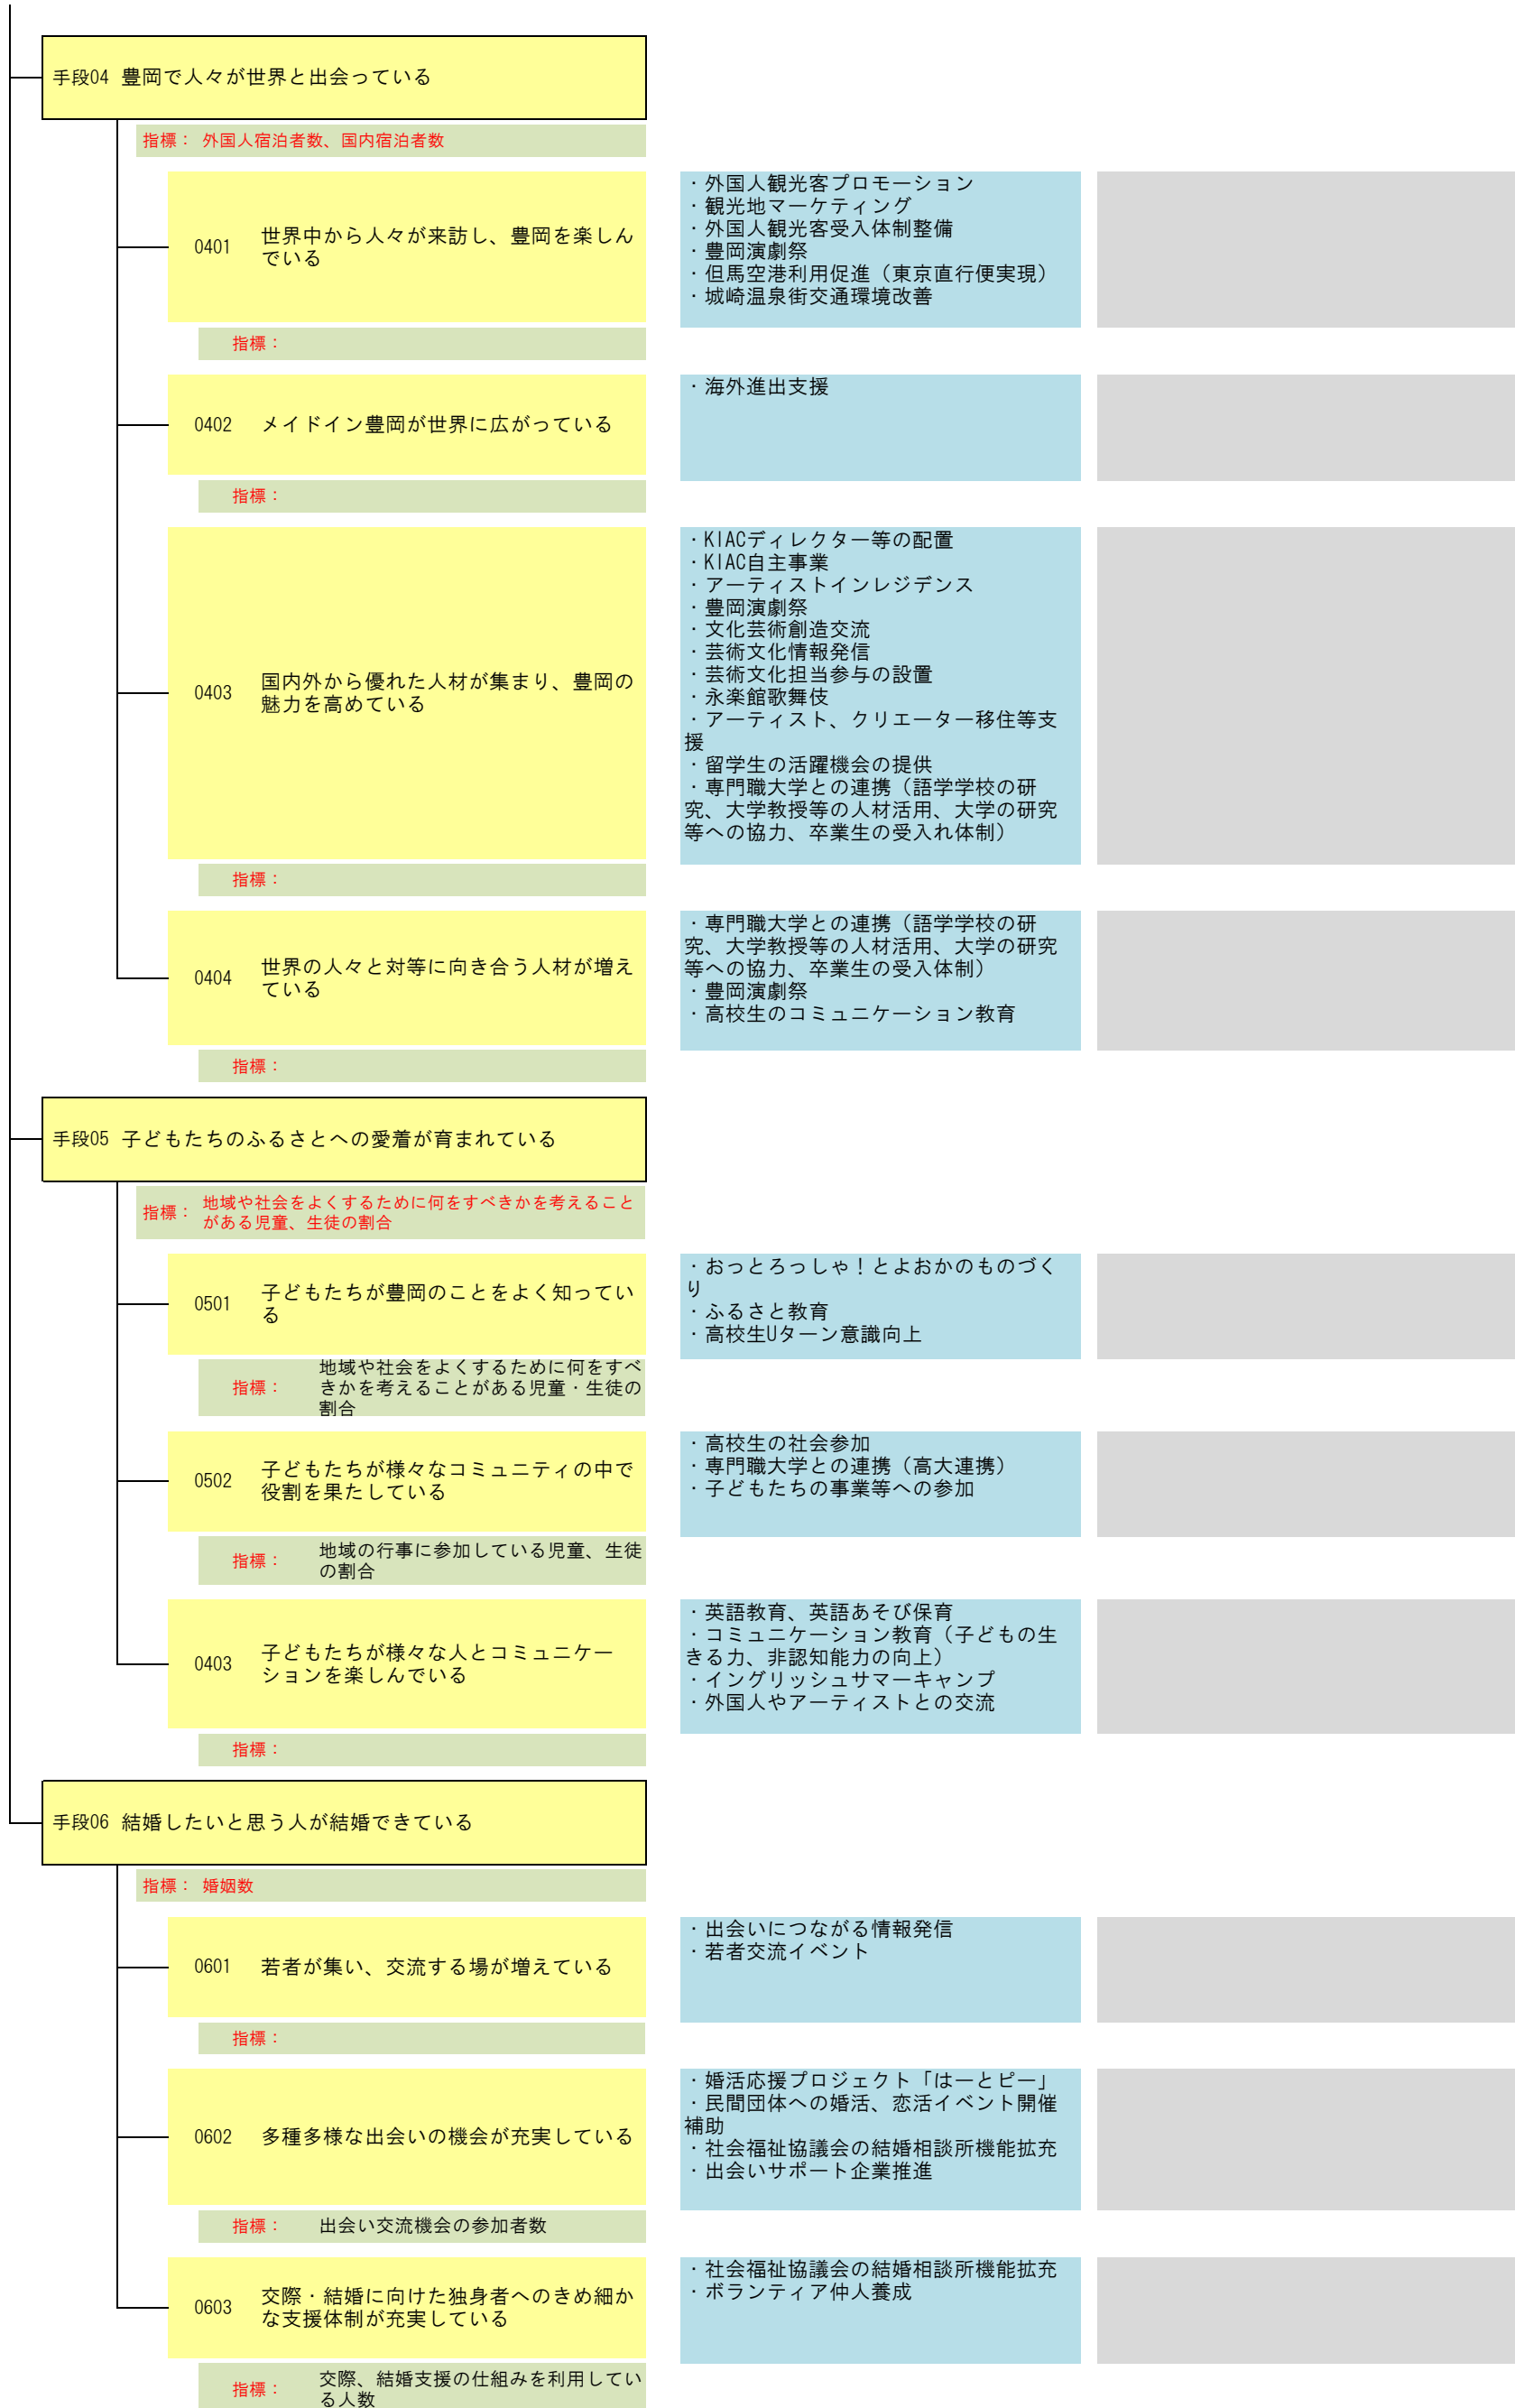 手段04 豊岡で人々が世界と出会っている
指標： 外国人宿泊者数、国内宿泊者数
0401
世界中から人々が来訪し、豊岡を楽しん
でいる
・外国人観光客プロモーション
・観光地マーケティング
・外国人観光客受入体制整備
・豊岡演劇祭
・但馬空港利用促進（東京直行便実現）
・城崎温泉街交通環境改善
指標：
0402 メイドイン豊岡が世界に広がっている
・海外進出支援
指標：
0403
国内外から優れた人材が集まり、豊岡の
魅力を高めている
・KIACディレクター等の配置
・KIAC自主事業
・アーティストインレジデンス
・豊岡演劇祭
・文化芸術創造交流
・芸術文化情報発信
・芸術文化担当参与の設置
・永楽館歌舞伎
・アーティスト、クリエーター移住等支
援
・留学生の活躍機会の提供
・専門職大学との連携（語学学校の研
究、大学教授等の人材活用、大学の研究
等への協力、卒業生の受入れ体制）
指標：
0404
世界の人々と対等に向き合う人材が増え
ている
・専門職大学との連携（語学学校の研
究、大学教授等の人材活用、大学の研究
等への協力、卒業生の受入体制）
・豊岡演劇祭
・高校生のコミュニケーション教育
指標：
手段05 子どもたちのふるさとへの愛着が育まれている
指標：
地域や社会をよくするために何をすべきかを考えること
がある児童、生徒の割合
0501
子どもたちが豊岡のことをよく知ってい
る
・おっとろっしゃ！とよおかのものづく
り
・ふるさと教育
・高校生Uターン意識向上
指標：
地域や社会をよくするために何をすべ
きかを考えることがある児童・生徒の
割合
0502
子どもたちが様々なコミュニティの中で
役割を果たしている
・高校生の社会参加
・専門職大学との連携（高大連携）
・子どもたちの事業等への参加
指標：
地域の行事に参加している児童、生徒
の割合
0403
子どもたちが様々な人とコミュニケー
ションを楽しんでいる
・英語教育、英語あそび保育
・コミュニケーション教育（子どもの生
きる力、非認知能力の向上）
・イングリッシュサマーキャンプ
・外国人やアーティストとの交流
指標：
手段06 結婚したいと思う人が結婚できている
指標： 婚姻数
0601 若者が集い、交流する場が増えている
・出会いにつながる情報発信
・若者交流イベント
指標：
0602 多種多様な出会いの機会が充実している
・婚活応援プロジェクト「はーとピー」
・民間団体への婚活、恋活イベント開催
補助
・社会福祉協議会の結婚相談所機能拡充
・出会いサポート企業推進
指標： 出会い交流機会の参加者数
0603
交際・結婚に向けた独身者へのきめ細か
な支援体制が充実している
・社会福祉協議会の結婚相談所機能拡充
・ボランティア仲人養成
指標：
交際、結婚支援の仕組みを利用してい
る人数